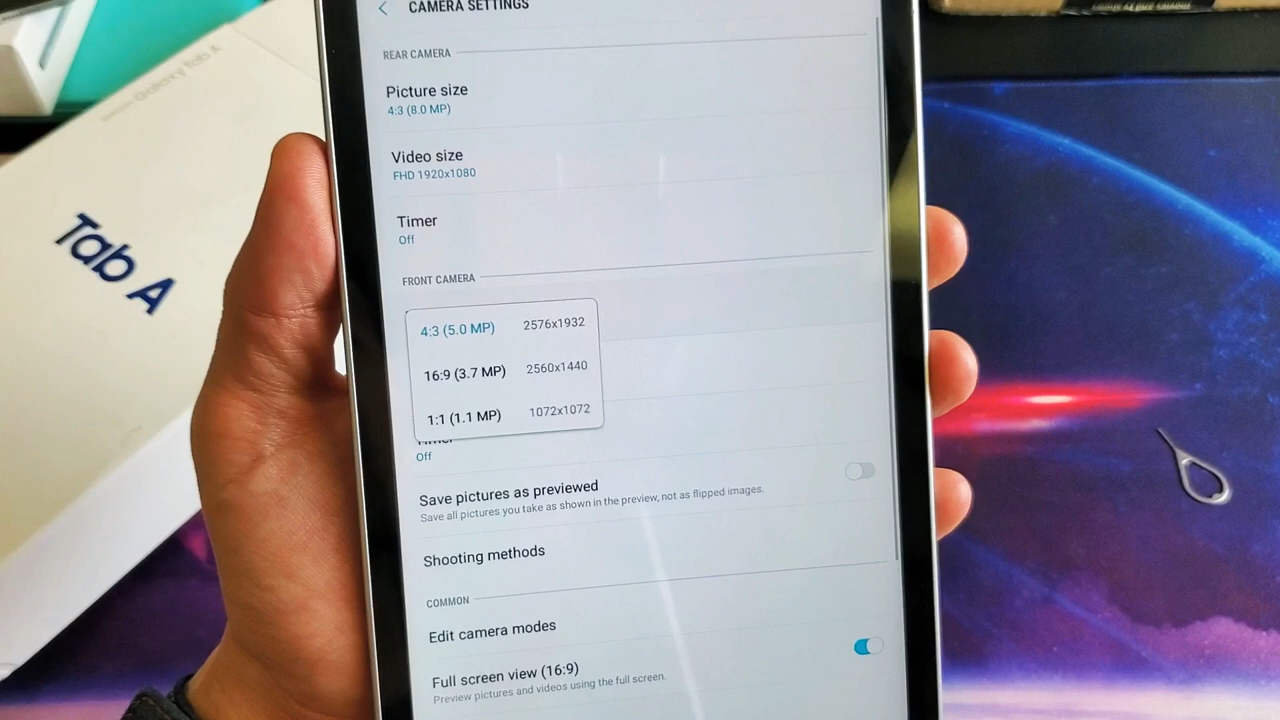 CAMERA SETTINGS
REAR CAMERA
Picture size
4:3 (8.0 MP)
Video size
FHD 1920x1080
Timer
Off
FRONT CAMERA
4:3 (5.0 MP) 2576x1932
16:9 (3.7 MP) 2560x1440
1:1 (1.1 MP) 1072x1072
Timer
Off
Save pictures as previewed
Save all pictures you take as shown in the preview, not as flipped images.
Shooting methods
COMMON
Edit camera modes
Full screen view (16:9)
Preview pictures and videos using the full screen.
Galaxy Tab A
Tab A